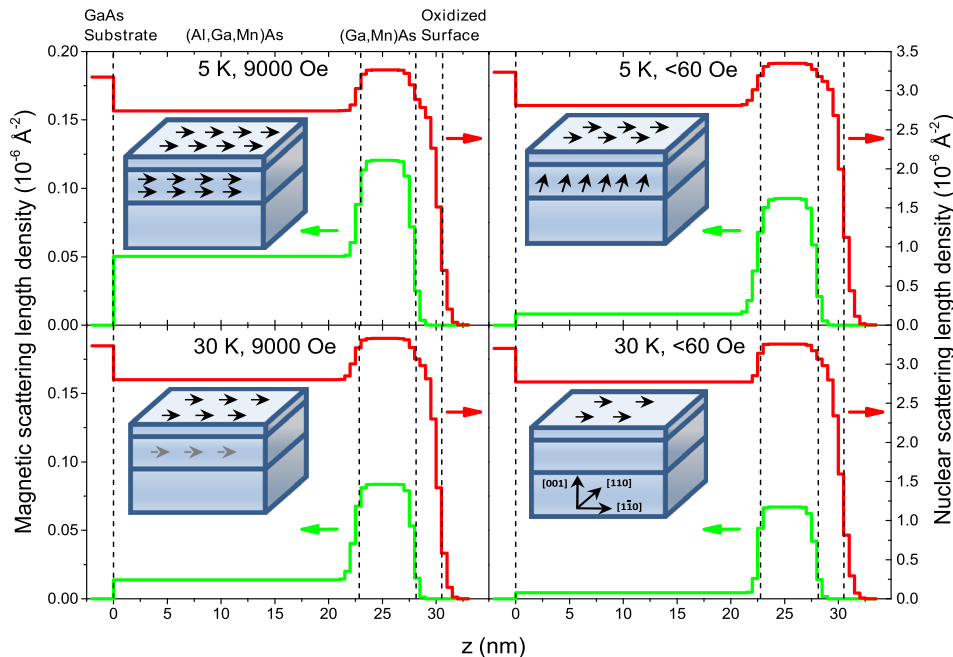 GaAs Substrate (Al,Ga,Mn)As (Ga,Mn)As Oxidized Surface
Magnetic scattering length density (10⁻⁶ Å⁻²)
Nuclear scattering length density (10⁻⁶ Å⁻²)
5 K, 9000 Oe
0.20
0.15
0.10
0.05
0.00
5 K, <60 Oe
3.5
3.0
2.5
2.0
1.5
1.0
0.5
0.0
30 K, 9000 Oe
0.15
0.10
0.05
0.00
0 5 10 15 20 25 30
30 K, <60 Oe
[001]
[110]
[11̄0]
3.0
2.5
2.0
1.5
1.0
0.5
0.0
0 5 10 15 20 25 30
z (nm)